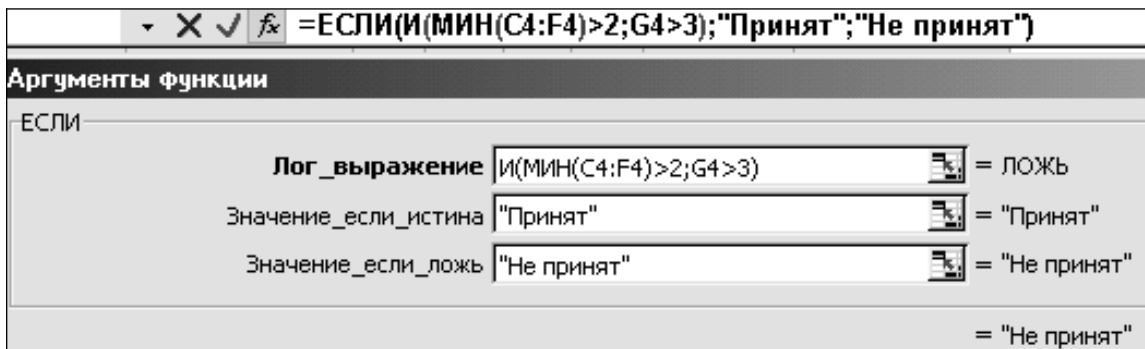 fx =ЕСЛИ(И(МИН(C4:F4)>2;G4>3);"Принят";"Не принят")
Аргументы функции
ЕСЛИ
Лог_выражение И(МИН(C4:F4)>2;G4>3) = ЛОЖЬ
Значение_если_истина "Принят" = "Принят"
Значение_если_ложь "Не принят" = "Не принят"
= "Не принят"